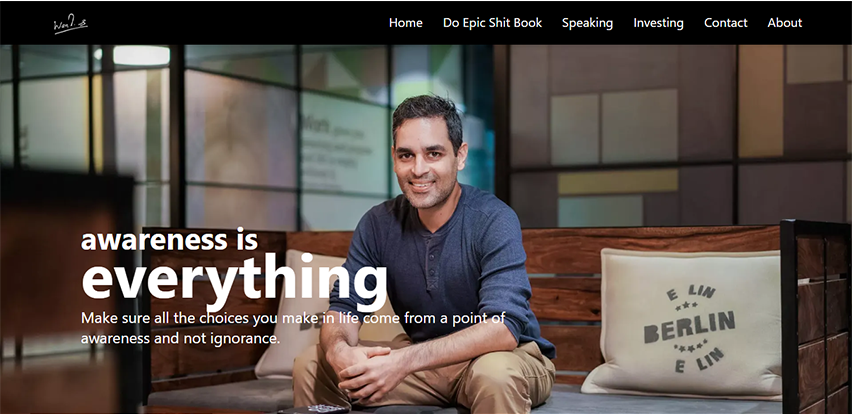 Home Do Epic Shit Book Speaking Investing Contact About
awareness is
everything
Make sure all the choices you make in life come from a point of
awareness and not ignorance.
E LIN
BERLIN
E LIN